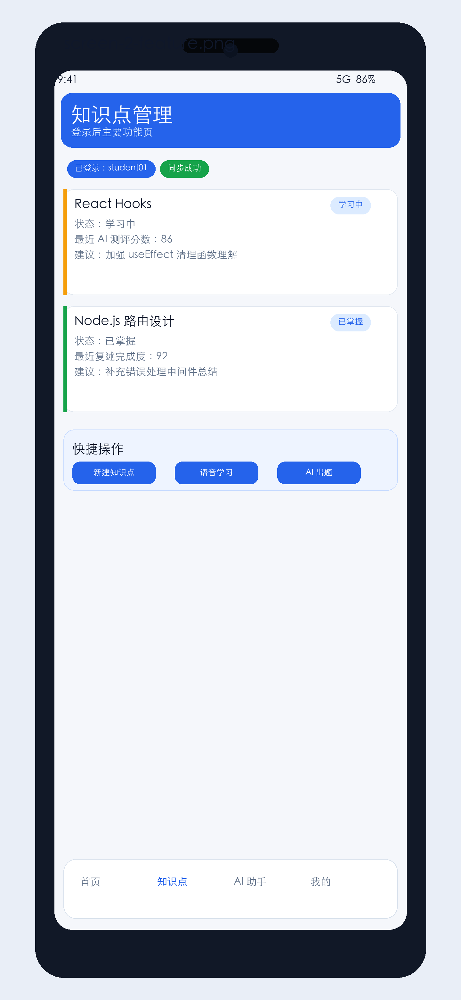 e.png
9:41 5G 86%
知识点管理
登录后主要功能页
已登录：student01 同步成功
React Hooks 学习中
状态：学习中
最近 AI 测评分数：86
建议：加强 useEffect 清理函数理解
Node.js 路由设计 已掌握
状态：已掌握
最近复述完成度：92
建议：补充错误处理中间件总结
快捷操作
新建知识点 语音学习 AI 出题
首页 知识点 AI 助手 我的